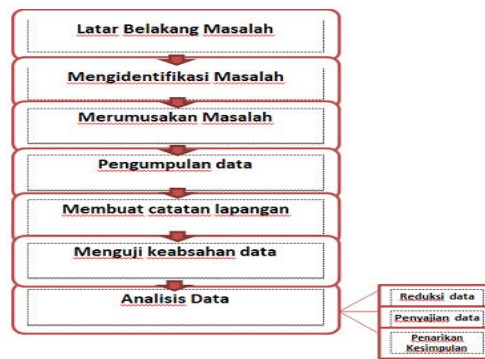 Latar Belakang Masalah
Mengidentifikasi Masalah
Merumusakan Masalah
Pengumpulan data
Membuat catatan lapangan
Menguji keabsahan data
Analisis Data
Reduksi data
Penyajian data
Penarikan
Kesimpulan